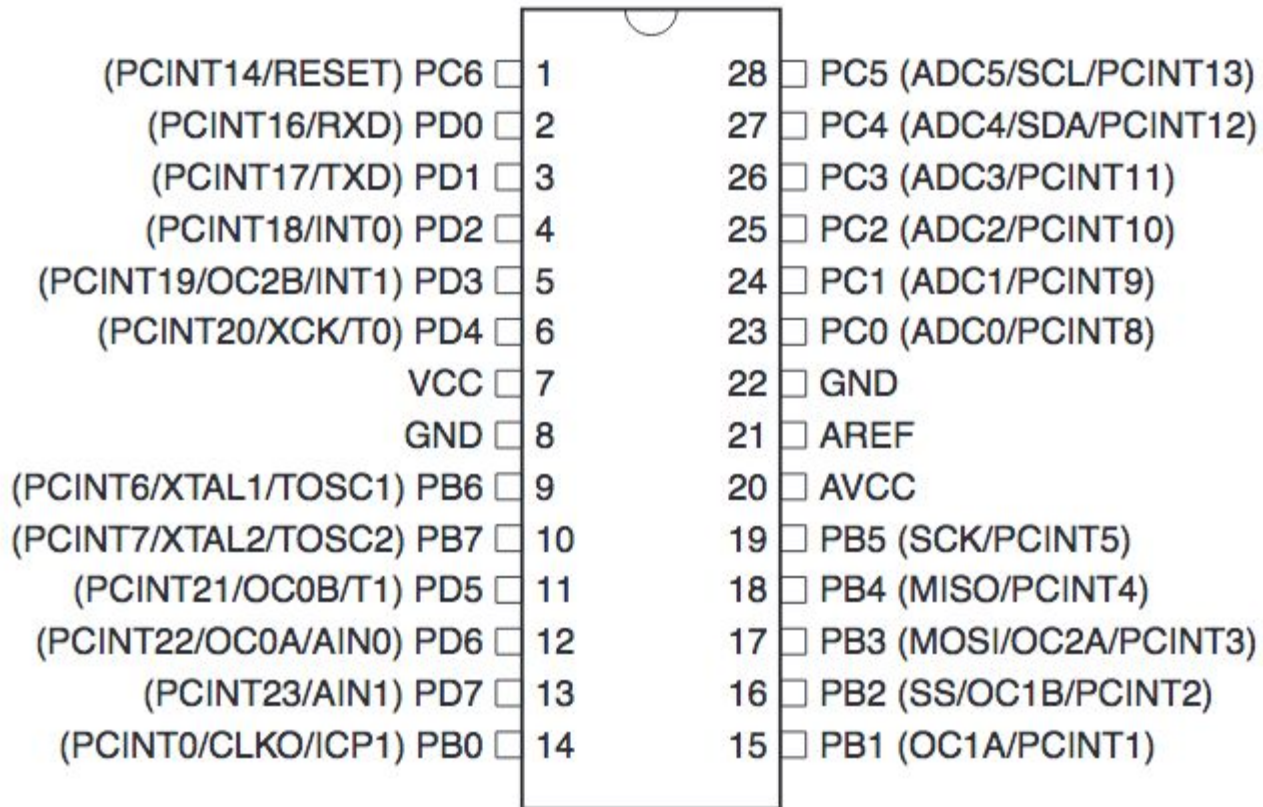 (PCINT14/RESET) PC6 1
(PCINT16/RXD) PD0 2
(PCINT17/TXD) PD1 3
(PCINT18/INT0) PD2 4
(PCINT19/OC2B/INT1) PD3 5
(PCINT20/XCK/T0) PD4 6
VCC 7
GND 8
(PCINT6/XTAL1/TOSC1) PB6 9
(PCINT7/XTAL2/TOSC2) PB7 10
(PCINT21/OC0B/T1) PD5 11
(PCINT22/OC0A/AIN0) PD6 12
(PCINT23/AIN1) PD7 13
(PCINT0/CLKO/ICP1) PB0 14
28 PC5 (ADC5/SCL/PCINT13)
27 PC4 (ADC4/SDA/PCINT12)
26 PC3 (ADC3/PCINT11)
25 PC2 (ADC2/PCINT10)
24 PC1 (ADC1/PCINT9)
23 PC0 (ADC0/PCINT8)
22 GND
21 AREF
20 AVCC
19 PB5 (SCK/PCINT5)
18 PB4 (MISO/PCINT4)
17 PB3 (MOSI/OC2A/PCINT3)
16 PB2 (SS/OC1B/PCINT2)
15 PB1 (OC1A/PCINT1)